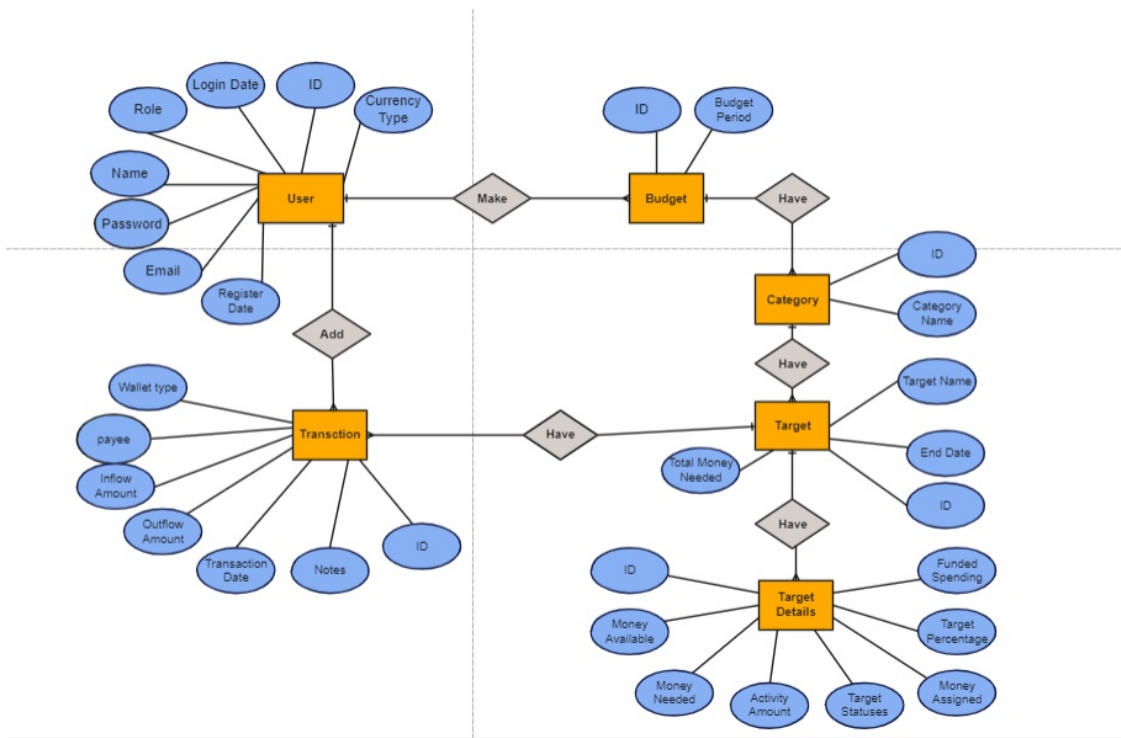 Login Date
ID
Currency
Type
Role
ID
Budget
Period
Name
User
Make
Budget
Have
Password
Email
Register
Date
ID
Category
Category
Name
Add
Have
Wallet type
Target Name
payee
Transction
Have
Target
Total Money
Needed
End Date
Inflow
Amount
ID
Outflow
Amount
Have
ID
Transaction
Date
Notes
ID
Funded
Spending
Target
Details
Money
Available
Target
Percentage
Money
Needed
Activity
Amount
Target
Statuses
Money
Assigned